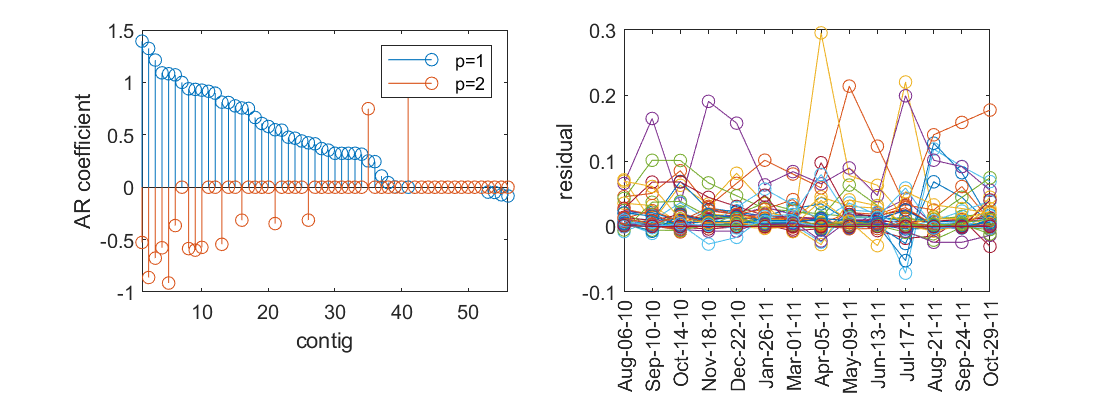 1.5
1
0.5
0
-0.5
-1
AR coefficient
10 20 30 40 50
contig
p=1
p=2
0.3
0.2
0.1
0
-0.1
residual
Aug-06-10
Sep-10-10
Oct-14-10
Nov-18-10
Dec-22-10
Jan-26-11
Mar-01-11
Apr-05-11
May-09-11
Jun-13-11
Jul-17-11
Aug-21-11
Sep-24-11
Oct-29-11